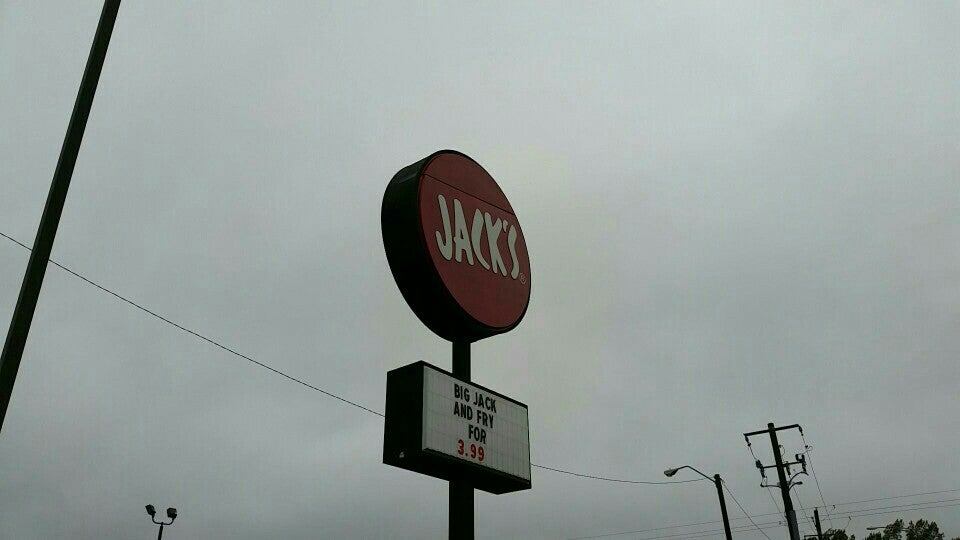 JACK'S®
BIG JACK
AND FRY
FOR
3.99